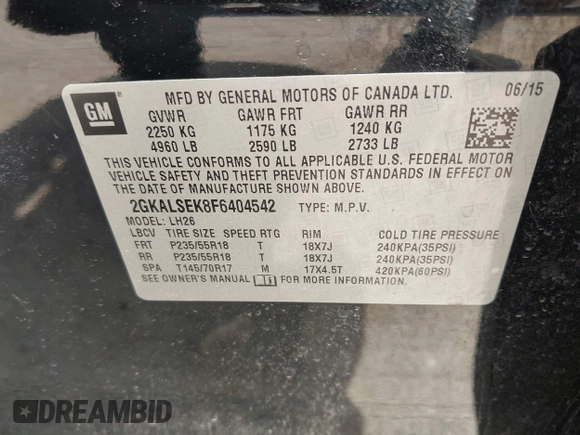 GM
MFD BY GENERAL MOTORS OF CANADA LTD. 06/15
GVWR GAWR FRT GAWR RR
2250 KG 1175 KG 1240 KG
4960 LB 2590 LB 2733 LB
THIS VEHICLE CONFORMS TO ALL APPLICABLE U.S. FEDERAL MOTOR
VEHICLE SAFETY AND THEFT PREVENTION STANDARDS IN EFFECT ON
THE DATE OF MANUFACTURE SHOWN ABOVE.
2GKALSEK8F6404542 TYPE: M.P.V.
MODEL: LH26
LBCV TIRE SIZE SPEED RTG RIM COLD TIRE PRESSURE
FRT P235/55R18 T 18X7J 240KPA(35PSI)
RR P235/55R18 T 18X7J 240KPA(35PSI)
SPA T145/70R17 M 17X4.5T 420KPA(60PSI)
SEE OWNER'S MANUAL FOR MORE INFORMATION.
DREAMBID